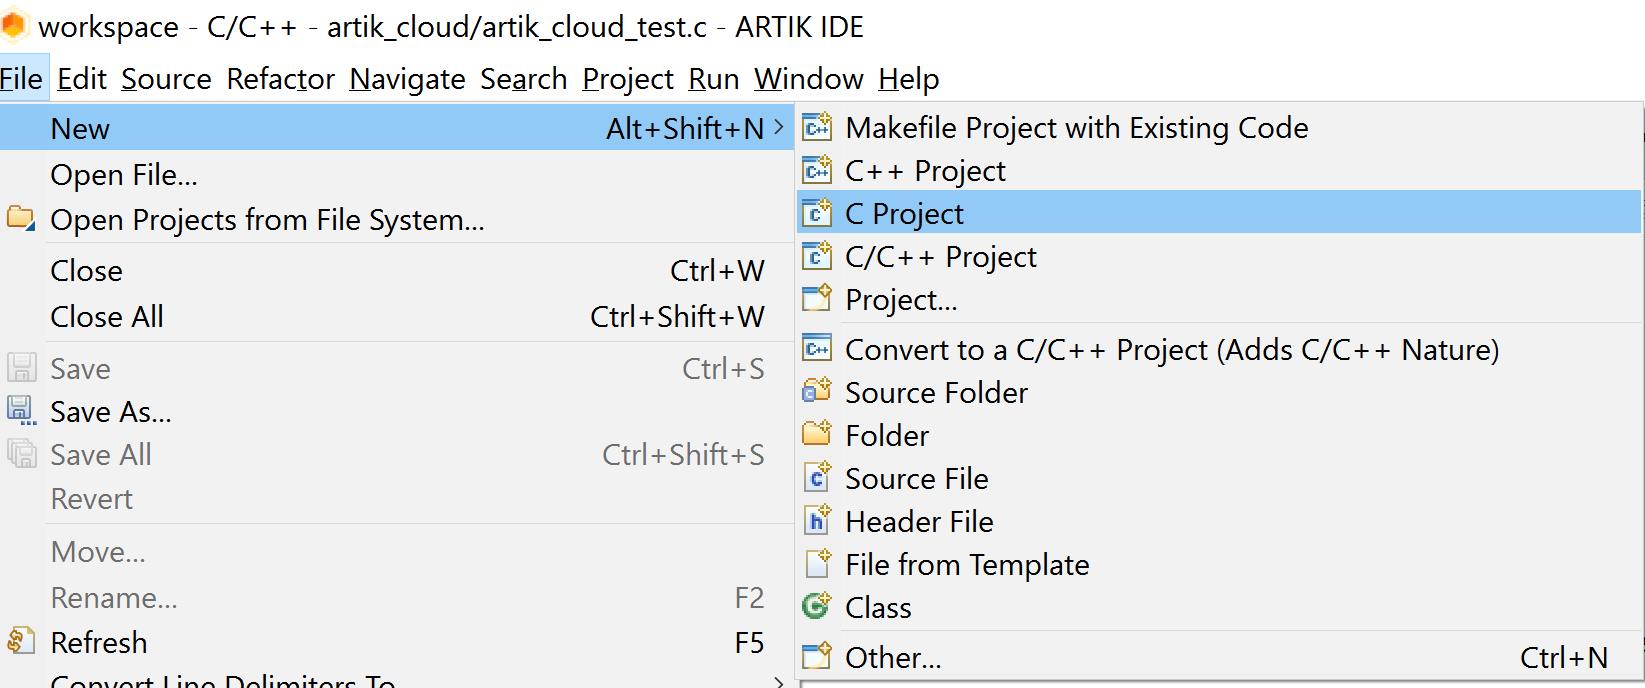 workspace - C/C++ - artik_cloud/artik_cloud_test.c - ARTIK IDE
File Edit Source Refactor Navigate Search Project Run Window Help
New Alt+Shift+N
Open File...
Open Projects from File System...
Close Ctrl+W
Close All Ctrl+Shift+W
Save Ctrl+S
Save As...
Save All Ctrl+Shift+S
Revert
Move...
Rename... F2
Refresh F5
Convert Line Delimiters To
Makefile Project with Existing Code
C++ Project
C Project
C/C++ Project
Project...
Convert to a C/C++ Project (Adds C/C++ Nature)
Source Folder
Folder
Source File
Header File
File from Template
Class
Other... Ctrl+N